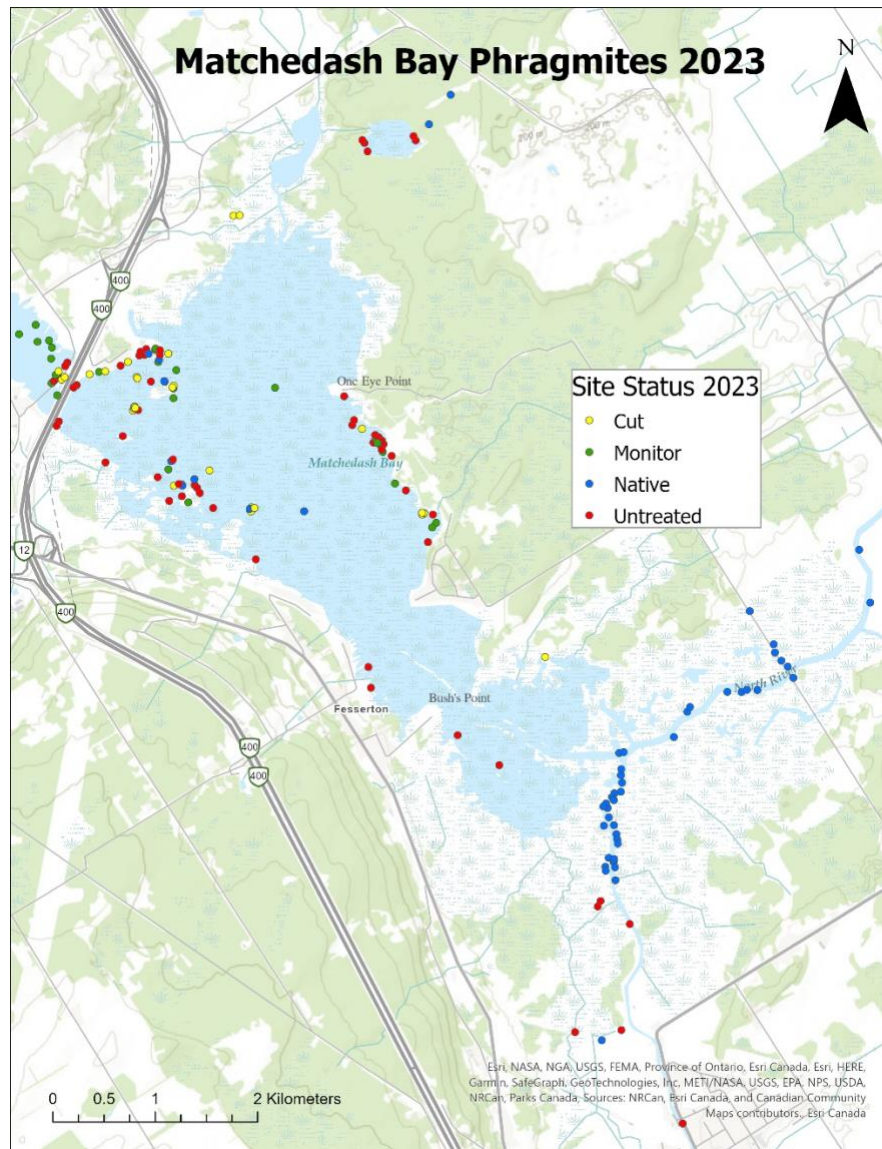 Matchedash Bay Phragmites 2023
N
200 m
400
400
One Eye Point
Site Status 2023
Cut
Monitor
Native
Untreated
Matchedash Bay
12
400
North River
Bush's Point
Fesserton
400
400
Esri, NASA, NGA, USGS, FEMA, Province of Ontario, Esri Canada, Esri, HERE,
Garmin, SafeGraph, GeoTechnologies, Inc, METI/NASA, USGS, EPA, NPS, USDA,
NRCan, Parks Canada, Sources: NRCan, Esri Canada, and Canadian Community
Maps contributors., Esri Canada
0 0.5 1 2 Kilometers